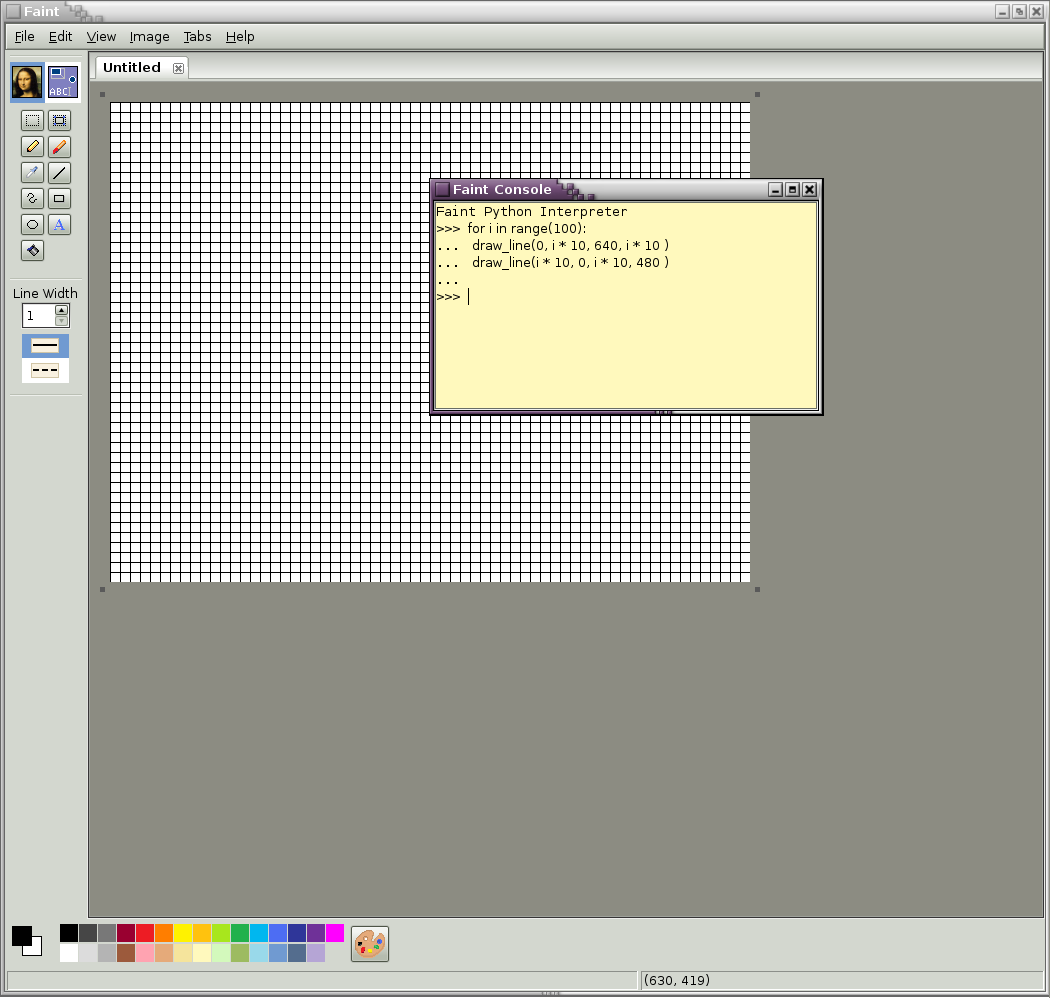 Faint
File Edit View Image Tabs Help
Untitled
ABC
Faint Console
Faint Python Interpreter
>>> for i in range(100):
... draw_line(0, i * 10, 640, i * 10 )
... draw_line(i * 10, 0, i * 10, 480 )
...
>>>
A
Line Width
1
(630, 419)